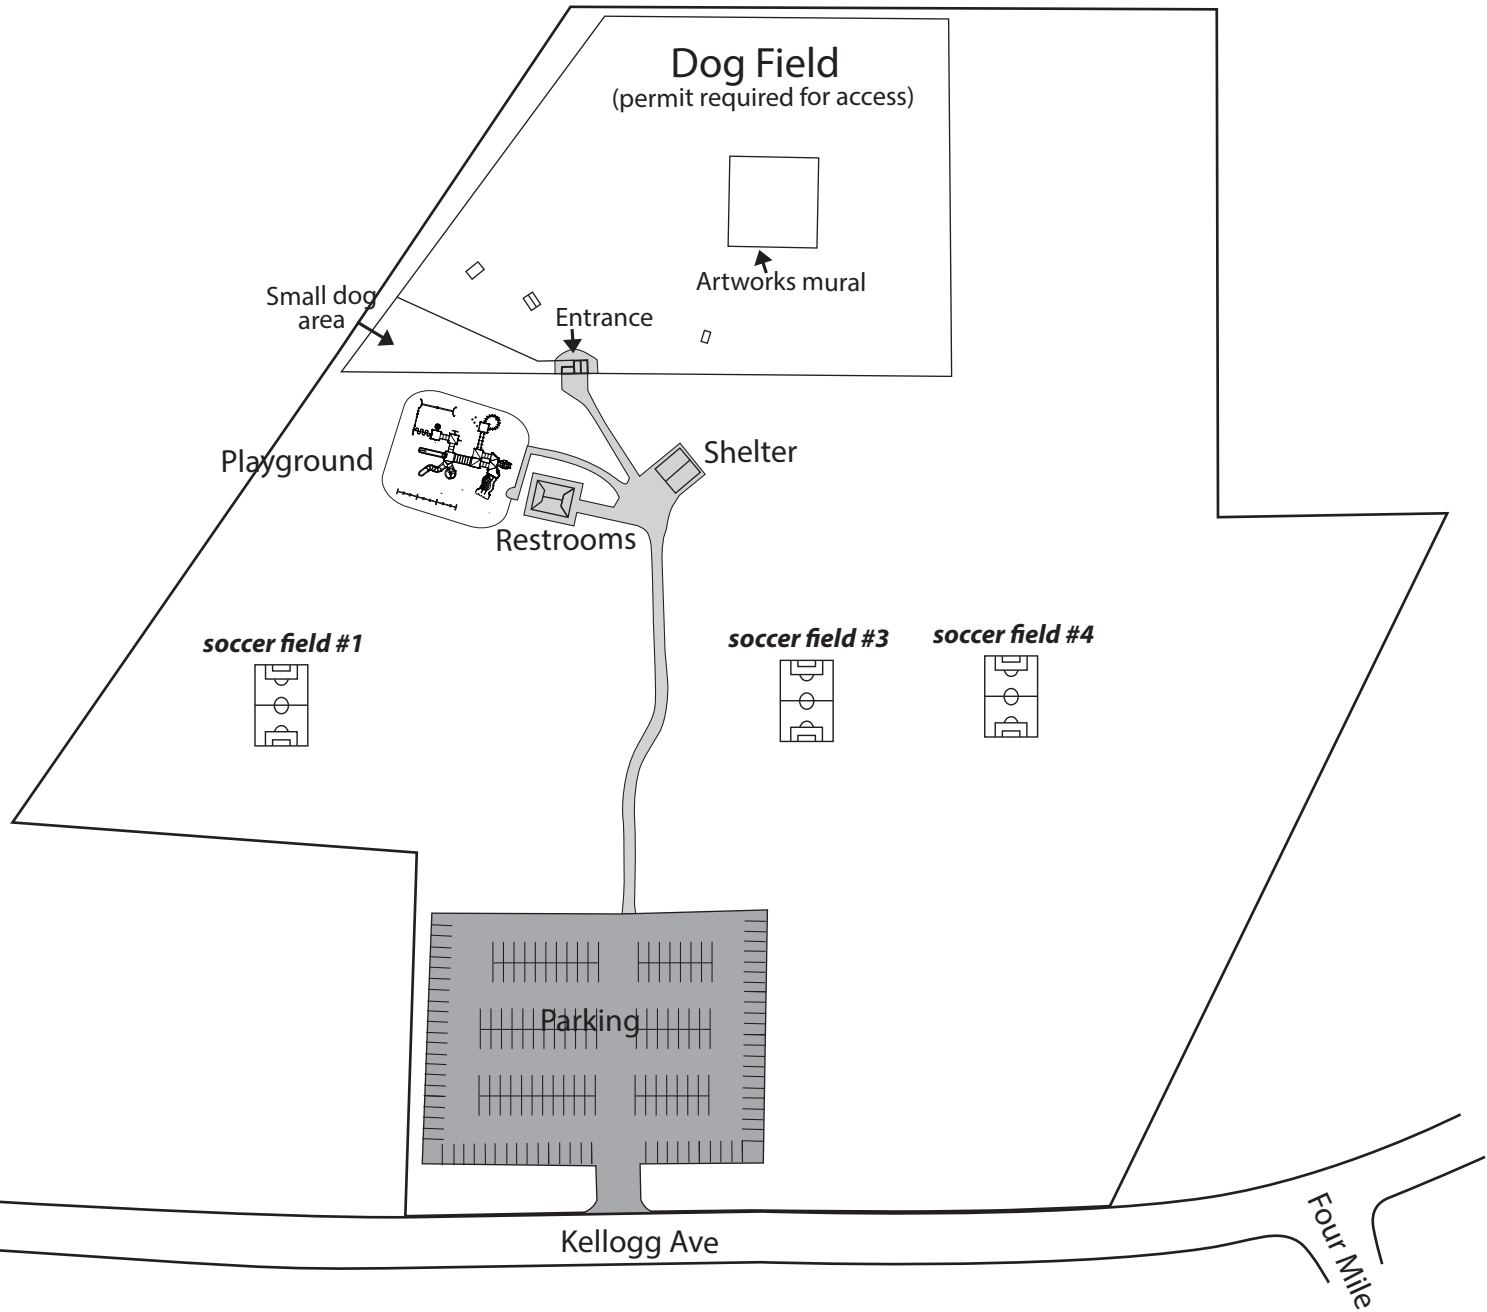 Dog Field
(permit required for access)
Artworks mural
Small dog
area
Entrance
Playground
Shelter
Restrooms
soccer field #1
soccer field #3
soccer field #4
Parking
Kellogg Ave
Four Mile